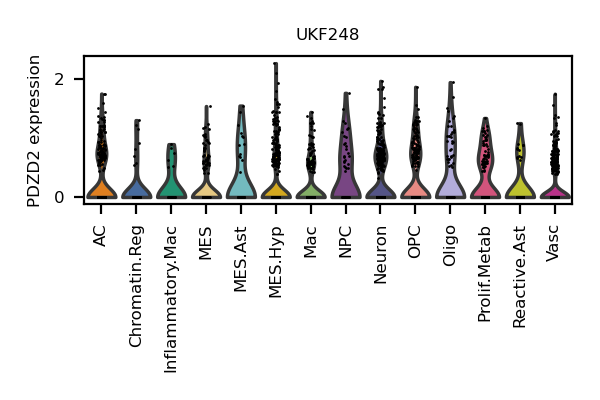 UKF248
PDZD2 expression
2
0
AC
Chromatin.Reg
Inflammatory.Mac
MES
MES.Ast
MES.Hyp
Mac
NPC
Neuron
OPC
Oligo
Prolif.Metab
Reactive.Ast
Vasc